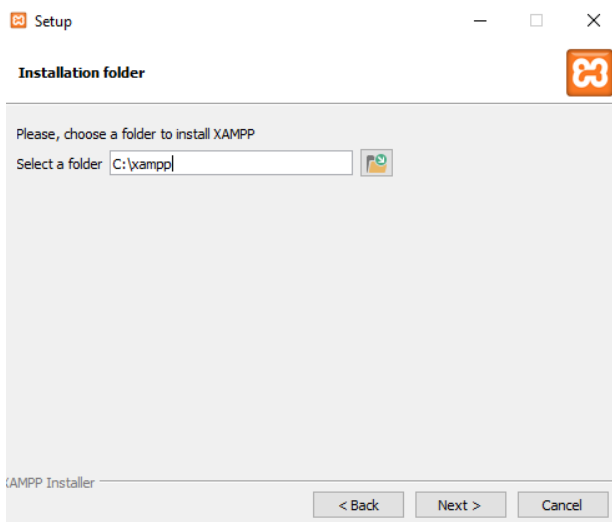 Setup
Installation folder
Please, choose a folder to install XAMPP
Select a folder C:\xampp
XAMPP Installer
< Back Next > Cancel